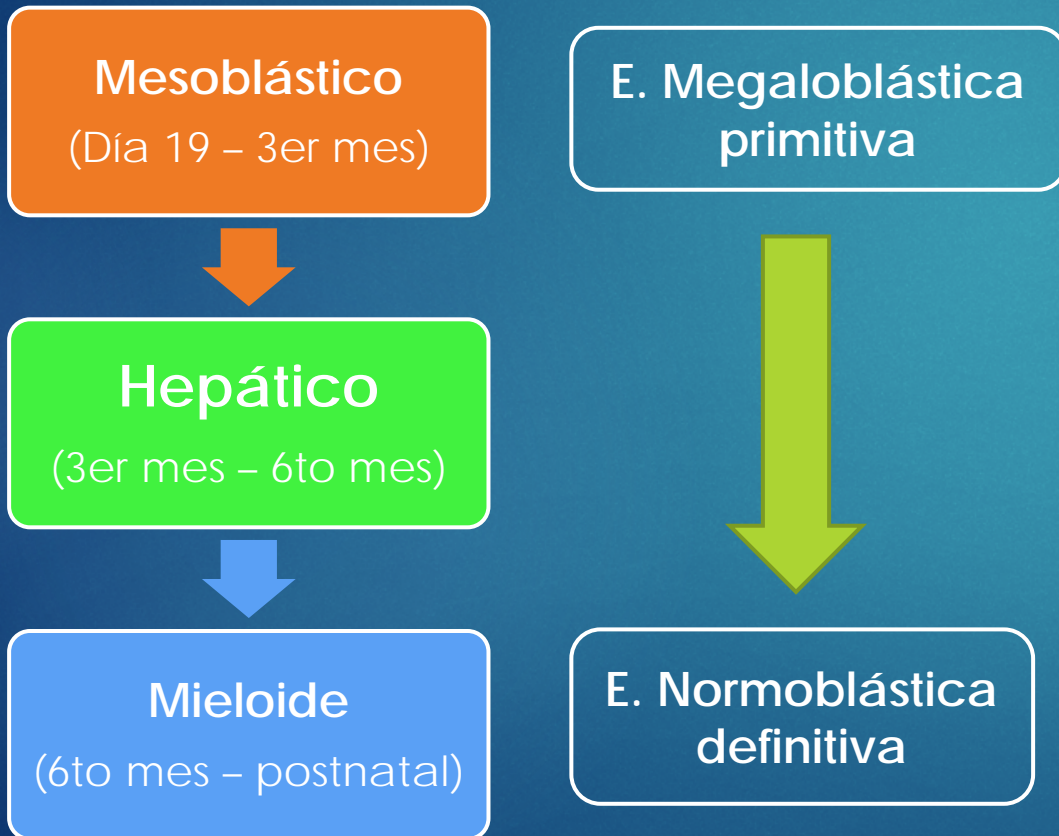 Mesoblástico
(Día 19 – 3er mes)
Hepático
(3er mes – 6to mes)
Mieloide
(6to mes – postnatal)
E. Megaloblástica
primitiva
E. Normoblástica
definitiva